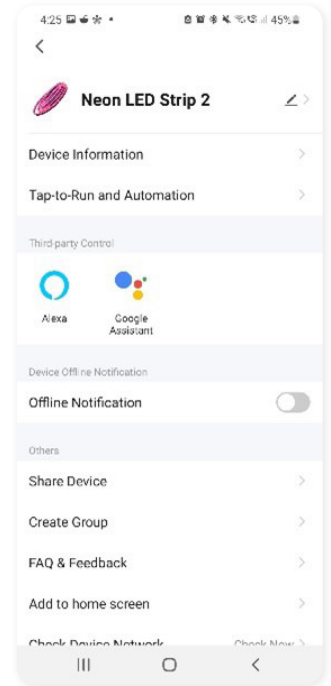 4:25
45%
Neon LED Strip 2
Device Information
Tap-to-Run and Automation
Third-party Control
Alexa
Google
Assistant
Device Offline Notification
Offline Notification
Others
Share Device
Create Group
FAQ & Feedback
Add to home screen
Check Device Network
Check Now